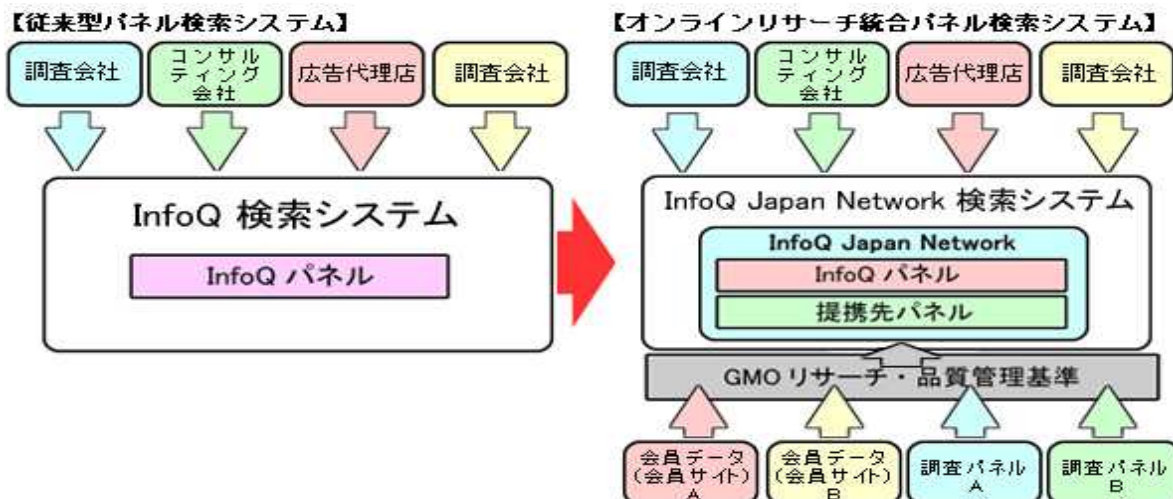 【従来型パネル検索システム】
調査会社
コンサル
ティング
会社
広告代理店
調査会社
InfoQ 検索システム
InfoQ パネル
【オンラインリサーチ統合パネル検索システム】
調査会社
コンサル
ティング
会社
広告代理店
調査会社
InfoQ Japan Network 検索システム
InfoQ Japan Network
InfoQ パネル
提携先パネル
GMOリサーチ・品質管理基準
会員データ
(会員サイト)
A
会員データ
(会員サイト)
B
調査パネル
A
調査パネル
B